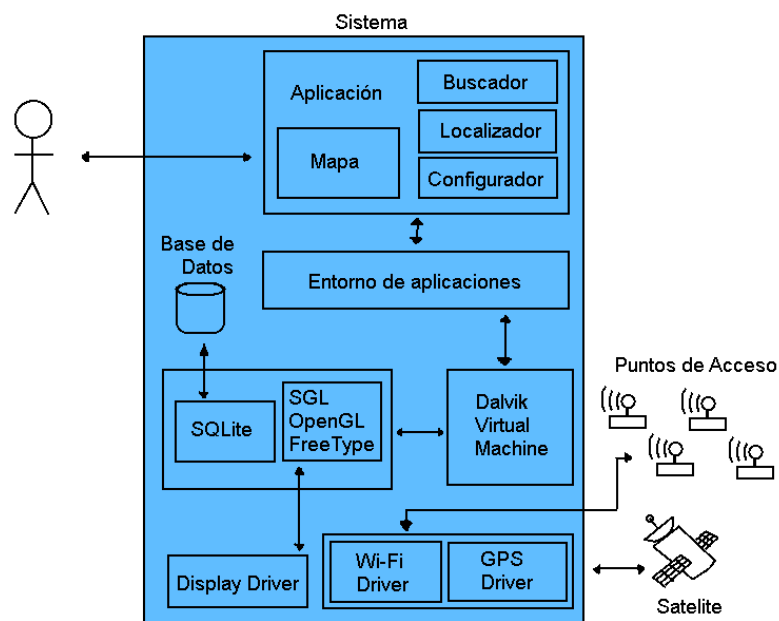 Sistema
Aplicación
Buscador
Localizador
Configurador
Mapa
Base de
Datos
Entorno de aplicaciones
SQLite
SGL
OpenGL
FreeType
Dalvik
Virtual
Machine
Puntos de Acceso
Display Driver
Wi-Fi
Driver
GPS
Driver
Satelite